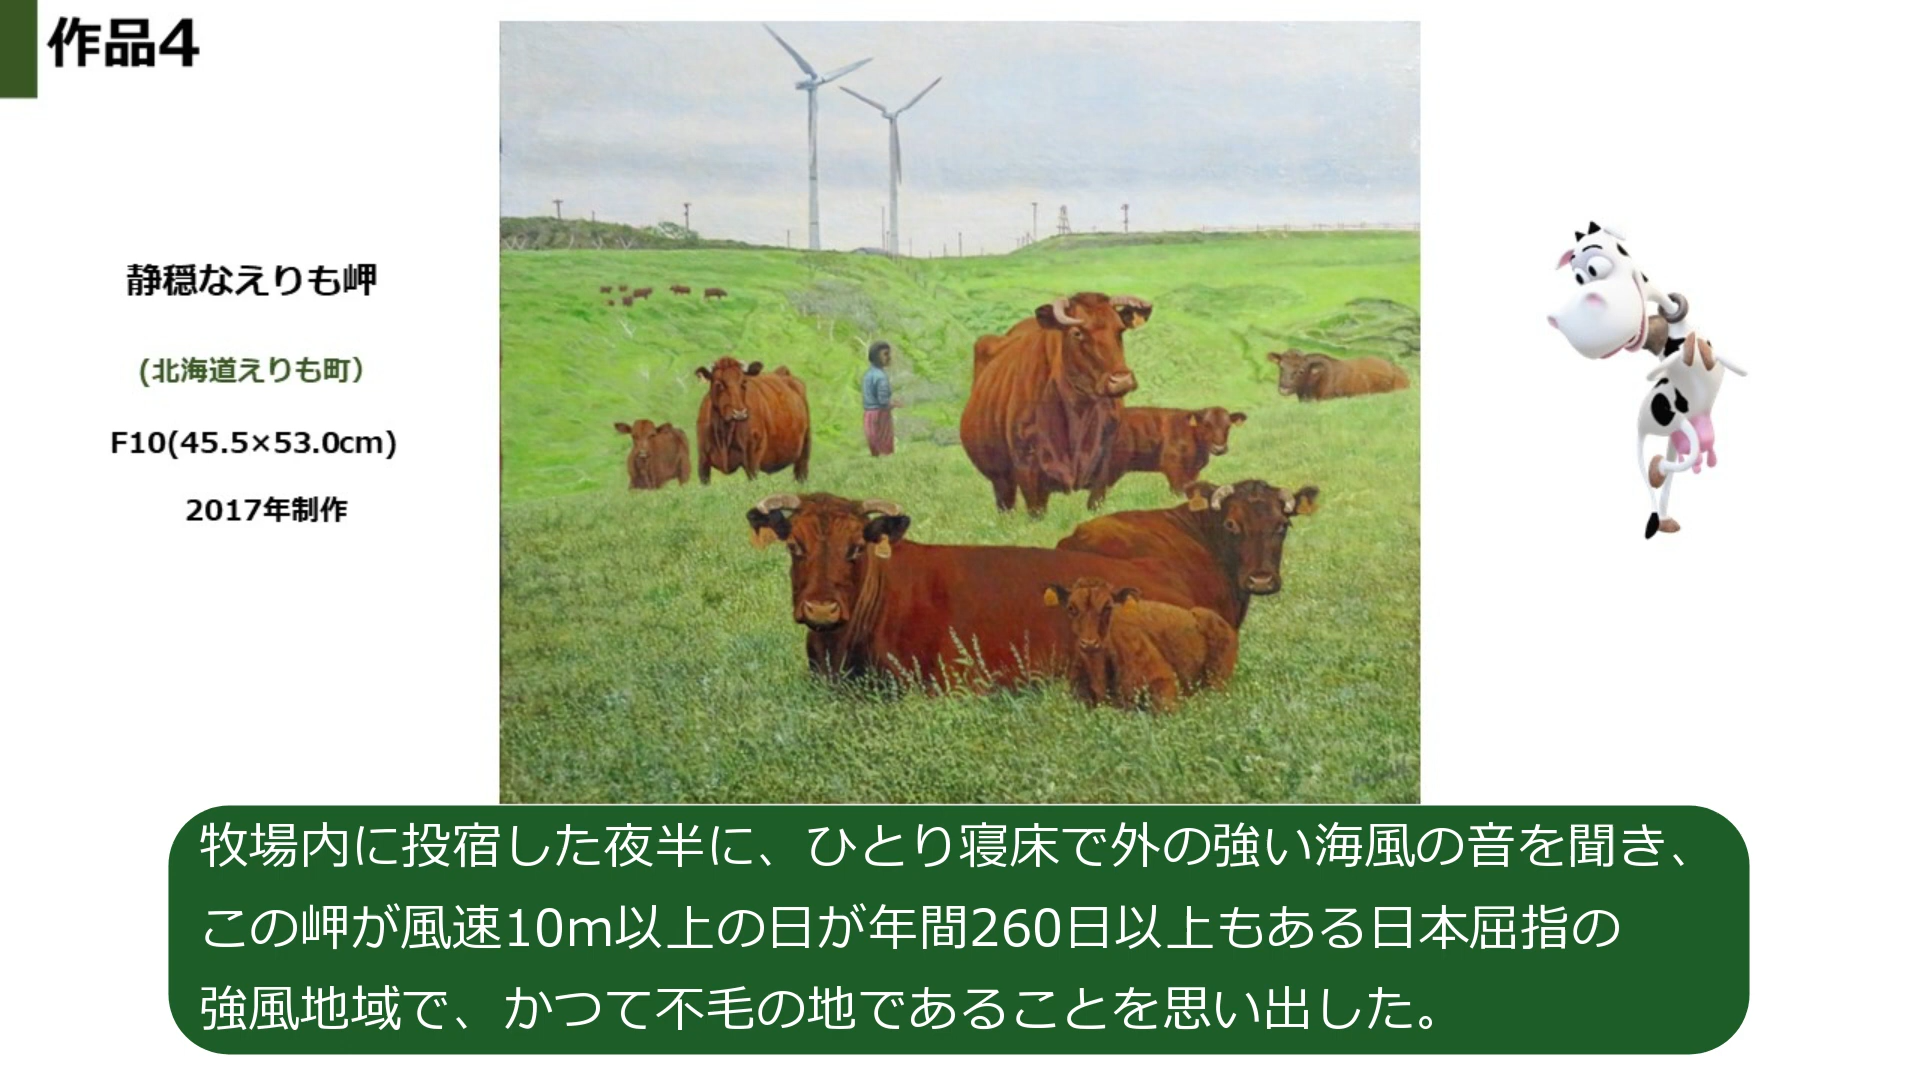 作品4
静穏なえりも岬
(北海道えりも町)
F10(45.5×53.0cm)
2017年制作
牧場内に投宿した夜半に、ひとり寝床で外の強い海風の音を聞き、
この岬が風速10m以上の日が年間260日以上もある日本屈指の
強風地域で、かつて不毛の地であることを思い出した。